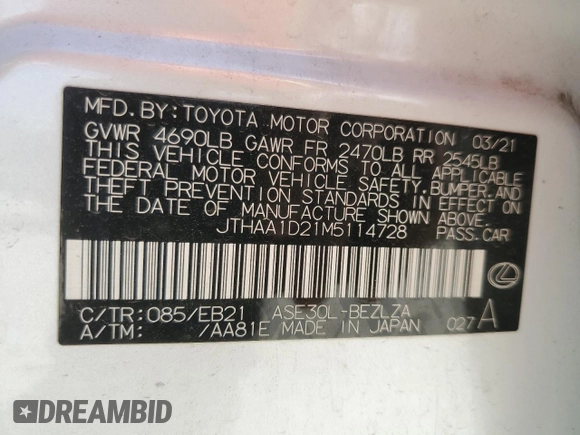 MFD. BY: TOYOTA MOTOR CORPORATION 03/21
GVWR 4690LB GAWR FR 2470LB RR 2545LB
THIS VEHICLE CONFORMS TO ALL APPLICABLE
FEDERAL MOTOR VEHICLE SAFETY, BUMPER, AND
THEFT PREVENTION STANDARDS IN EFFECT ON
THE DATE OF MANUFACTURE SHOWN ABOVE.
JTHAA1D21M5114728 PASS. CAR
C/TR: 085/EB21 ASE30L-BEZLZA
A/TM: /AA81E MADE IN JAPAN 027 A
DREAMBID